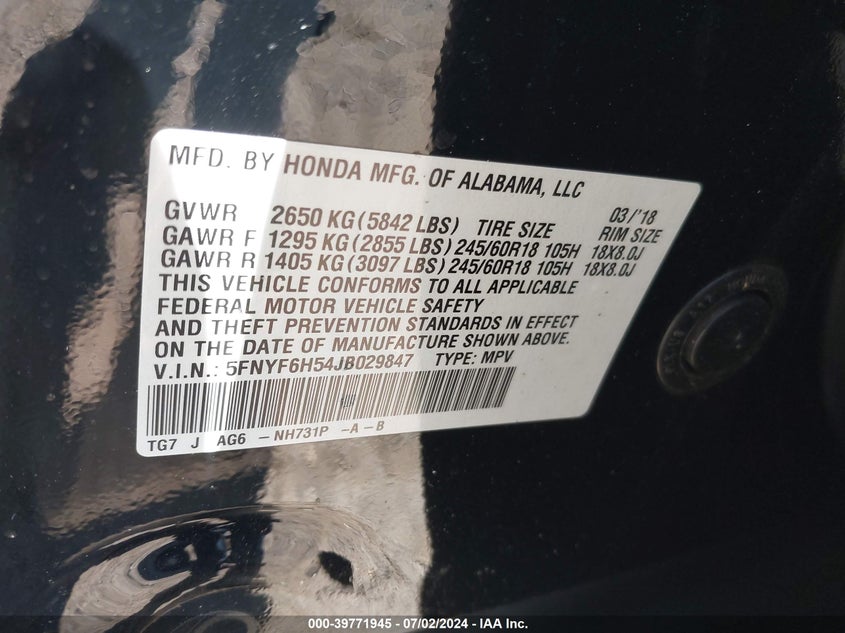 MFD. BY HONDA MFG. OF ALABAMA, LLC
03/'18
GVWR 2650 KG (5842 LBS) TIRE SIZE RIM SIZE
GAWR F 1295 KG (2855 LBS) 245/60R18 105H 18X8.0J
GAWR R 1405 KG (3097 LBS) 245/60R18 105H 18X8.0J
THIS VEHICLE CONFORMS TO ALL APPLICABLE
FEDERAL MOTOR VEHICLE SAFETY
AND THEFT PREVENTION STANDARDS IN EFFECT
ON THE DATE OF MANUFACTURE SHOWN ABOVE.
V.I.N.: 5FNYF6H54JB029847 TYPE: MPV
TG7 J AG6 -NH731P -A-B
000-39771945 / 07/02/2024 - IAA Inc.